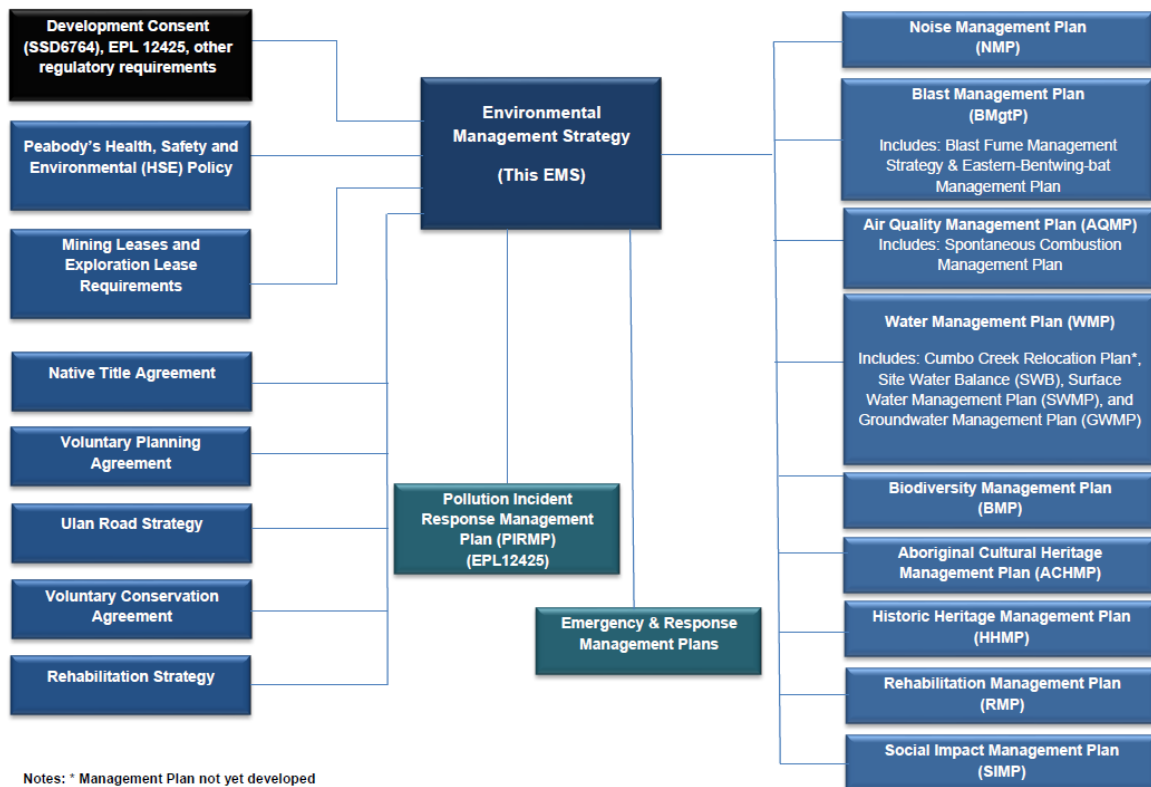 Development Consent
(SSD6764), EPL 12425, other
regulatory requirements
Peabody's Health, Safety and
Environmental (HSE) Policy
Mining Leases and
Exploration Lease
Requirements
Native Title Agreement
Voluntary Planning
Agreement
Ulan Road Strategy
Voluntary Conservation
Agreement
Rehabilitation Strategy
Environmental
Management Strategy
(This EMS)
Pollution Incident
Response Management
Plan (PIRMP)
(EPL12425)
Emergency & Response
Management Plans
Noise Management Plan
(NMP)
Blast Management Plan
(BMgtP)
Includes: Blast Fume Management
Strategy & Eastern-Bentwing-bat
Management Plan
Air Quality Management Plan (AQMP)
Includes: Spontaneous Combustion
Management Plan
Water Management Plan (WMP)
Includes: Cumbo Creek Relocation Plan*,
Site Water Balance (SWB), Surface
Water Management Plan (SWMP), and
Groundwater Management Plan (GWMP)
Biodiversity Management Plan
(BMP)
Aboriginal Cultural Heritage
Management Plan (ACHMP)
Historic Heritage Management Plan
(HHMP)
Rehabilitation Management Plan
(RMP)
Social Impact Management Plan
(SIMP)
Notes: * Management Plan not yet developed